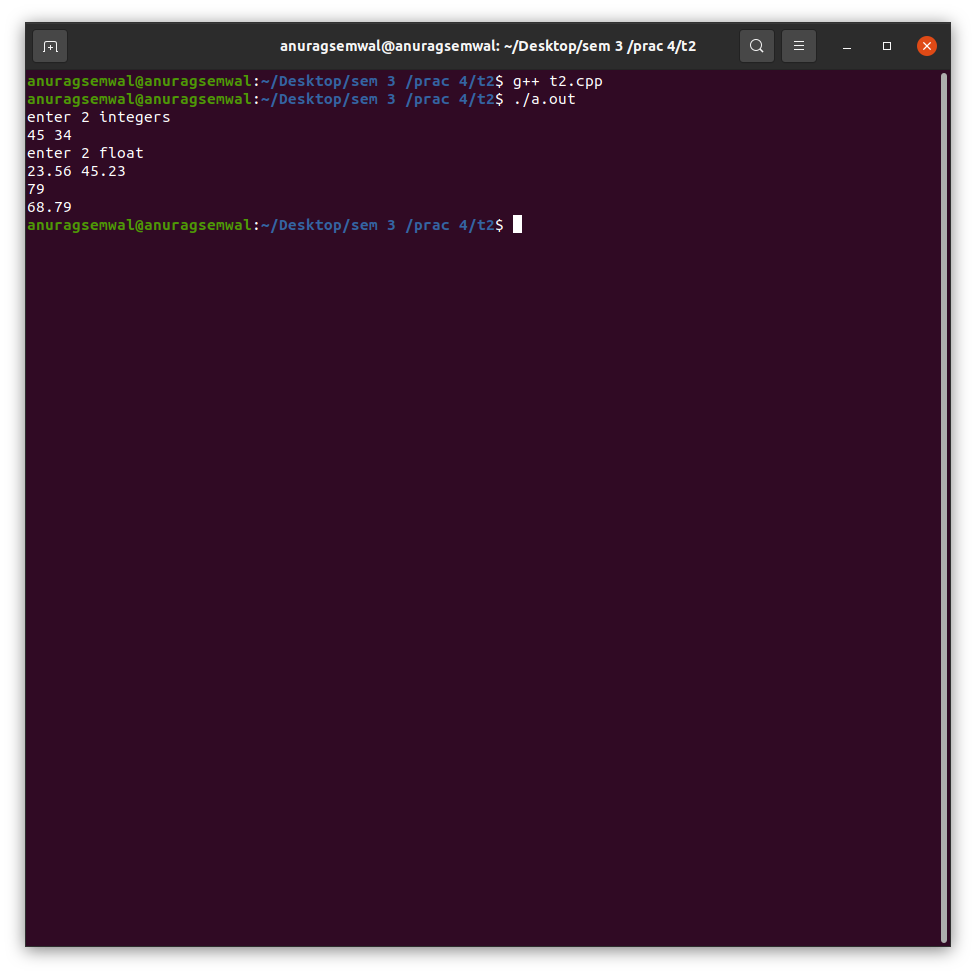 anuragsemwal@anuragsemwal: ~/Desktop/sem 3 /prac 4/t2
anuragsemwal@anuragsemwal:~/Desktop/sem 3 /prac 4/t2$ g++ t2.cpp
anuragsemwal@anuragsemwal:~/Desktop/sem 3 /prac 4/t2$ ./a.out
enter 2 integers
45 34
enter 2 float
23.56 45.23
79
68.79
anuragsemwal@anuragsemwal:~/Desktop/sem 3 /prac 4/t2$